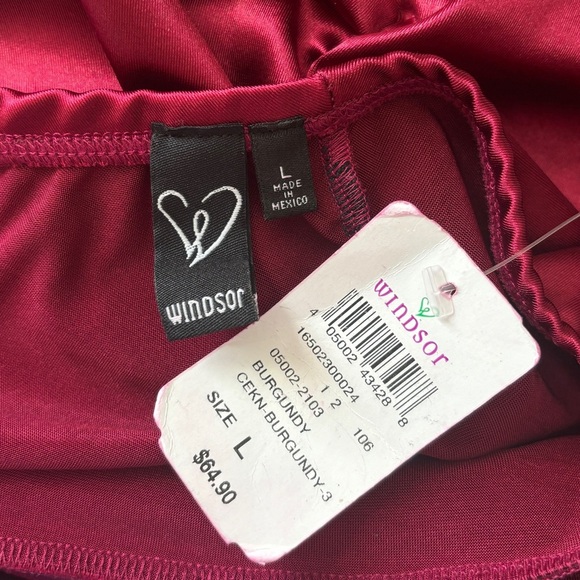 WINDSOR
L
MADE
IN
MEXICO
WINDSOR
4 05002 43428 8
16502300024
1 2
05002-2103 106
BURGUNDY
CEKN-BURGUNDY-3
SIZE L
$64.90